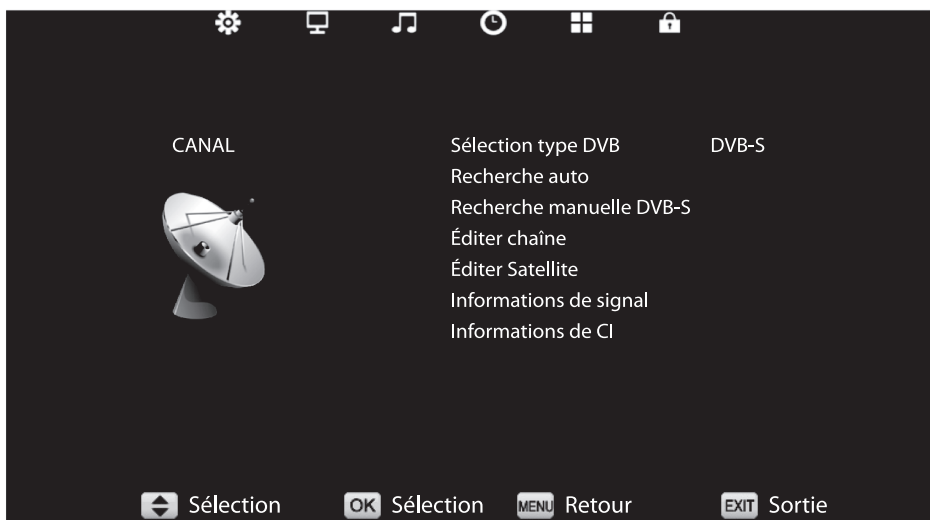 CANAL
Sélection type DVB DVB-S
Recherche auto
Recherche manuelle DVB-S
Éditer chaîne
Éditer Satellite
Informations de signal
Informations de CI
Sélection OK Sélection MENU Retour EXIT Sortie